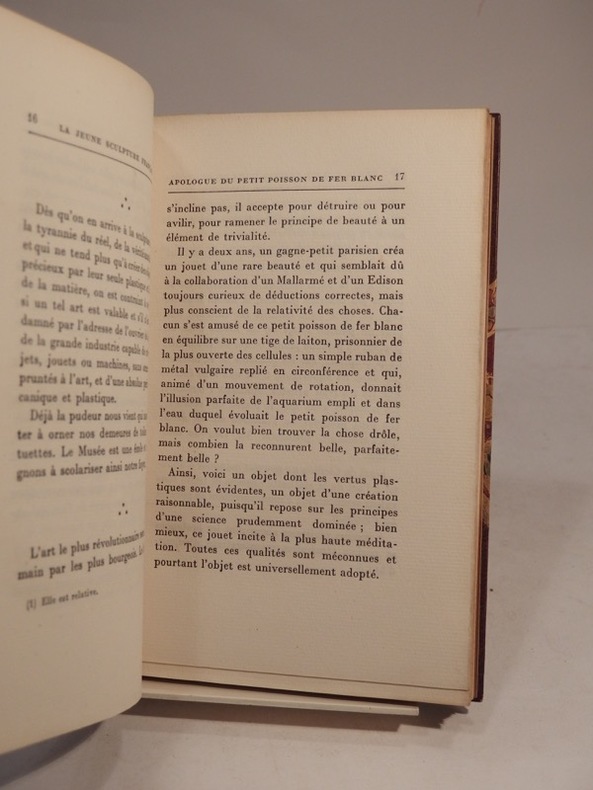 16 LA JEUNE SCULPTURE
Dès qu'on en arrive à la
la tyrannie du réel, de la
et qui ne tend plus qu'à
précieux par leur seule plastique
de la matière, on est
si un tel art est valable et s'il
damné par l'adresse de
de la grande industrie capable
jets, jouets ou machines, aux
pruntés à l'art, et d'une absolue
canique et plastique.
Déjà la pudeur nous vient
ter à orner nos demeures de
tuettes. Le Musée est une
gnons à scolariser ainsi notre
L'art le plus révolutionnaire
main par les plus bourgeois.
[1] Elle est relative.
APOLOGUE DU PETIT POISSON DE FER BLANC 17
s'incline pas, il accepte pour détruire ou pour
avilir, pour ramener le principe de beauté à un
élément de trivialité.
Il y a deux ans, un gagne-petit parisien créa
un jouet d'une rare beauté et qui semblait dû
à la collaboration d'un Mallarmé et d'un Edison
toujours curieux de déductions correctes, mais
plus conscient de la relativité des choses. Cha-
cun s'est amusé de ce petit poisson de fer blanc
en équilibre sur une tige de laiton, prisonnier de
la plus ouverte des cellules : un simple ruban de
métal vulgaire replié en circonférence et qui,
animé d'un mouvement de rotation, donnait
l'illusion parfaite de l'aquarium empli et dans
l'eau duquel évoluait le petit poisson de fer
blanc. On voulut bien trouver la chose drôle,
mais combien la reconnurent belle, parfaite-
ment belle ?
Ainsi, voici un objet dont les vertus plas-
tiques sont évidentes, un objet d'une création
raisonnable, puisqu'il repose sur les principes
d'une science prudemment dominée ; bien
mieux, ce jouet incite à la plus haute médita-
tion. Toutes ces qualités sont méconnues et
pourtant l'objet est universellement adopté.